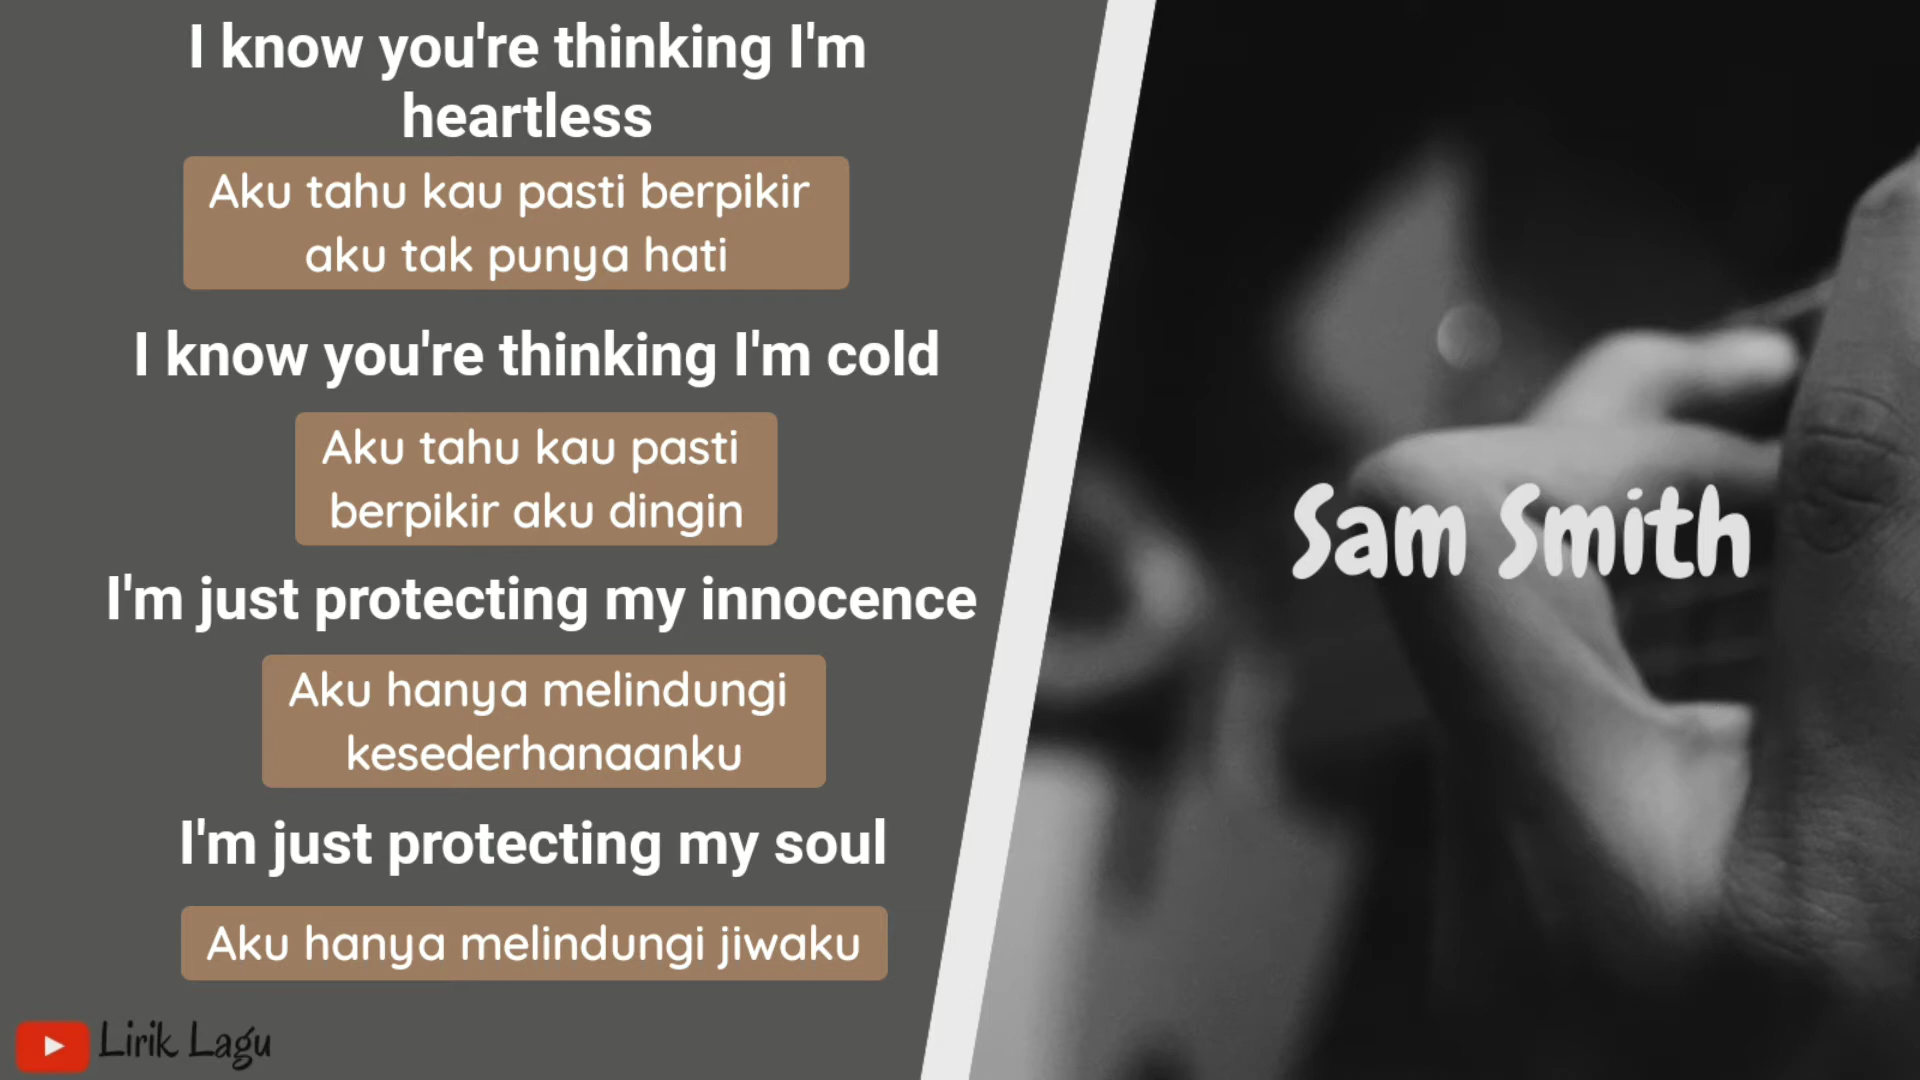 I know you're thinking I'm
heartless
Aku tahu kau pasti berpikir
aku tak punya hati
I know you're thinking I'm cold
Aku tahu kau pasti
berpikir aku dingin
I'm just protecting my innocence
Aku hanya melindungi
kesederhanaanku
I'm just protecting my soul
Aku hanya melindungi jiwaku
Lirik Lagu
Sam Smith